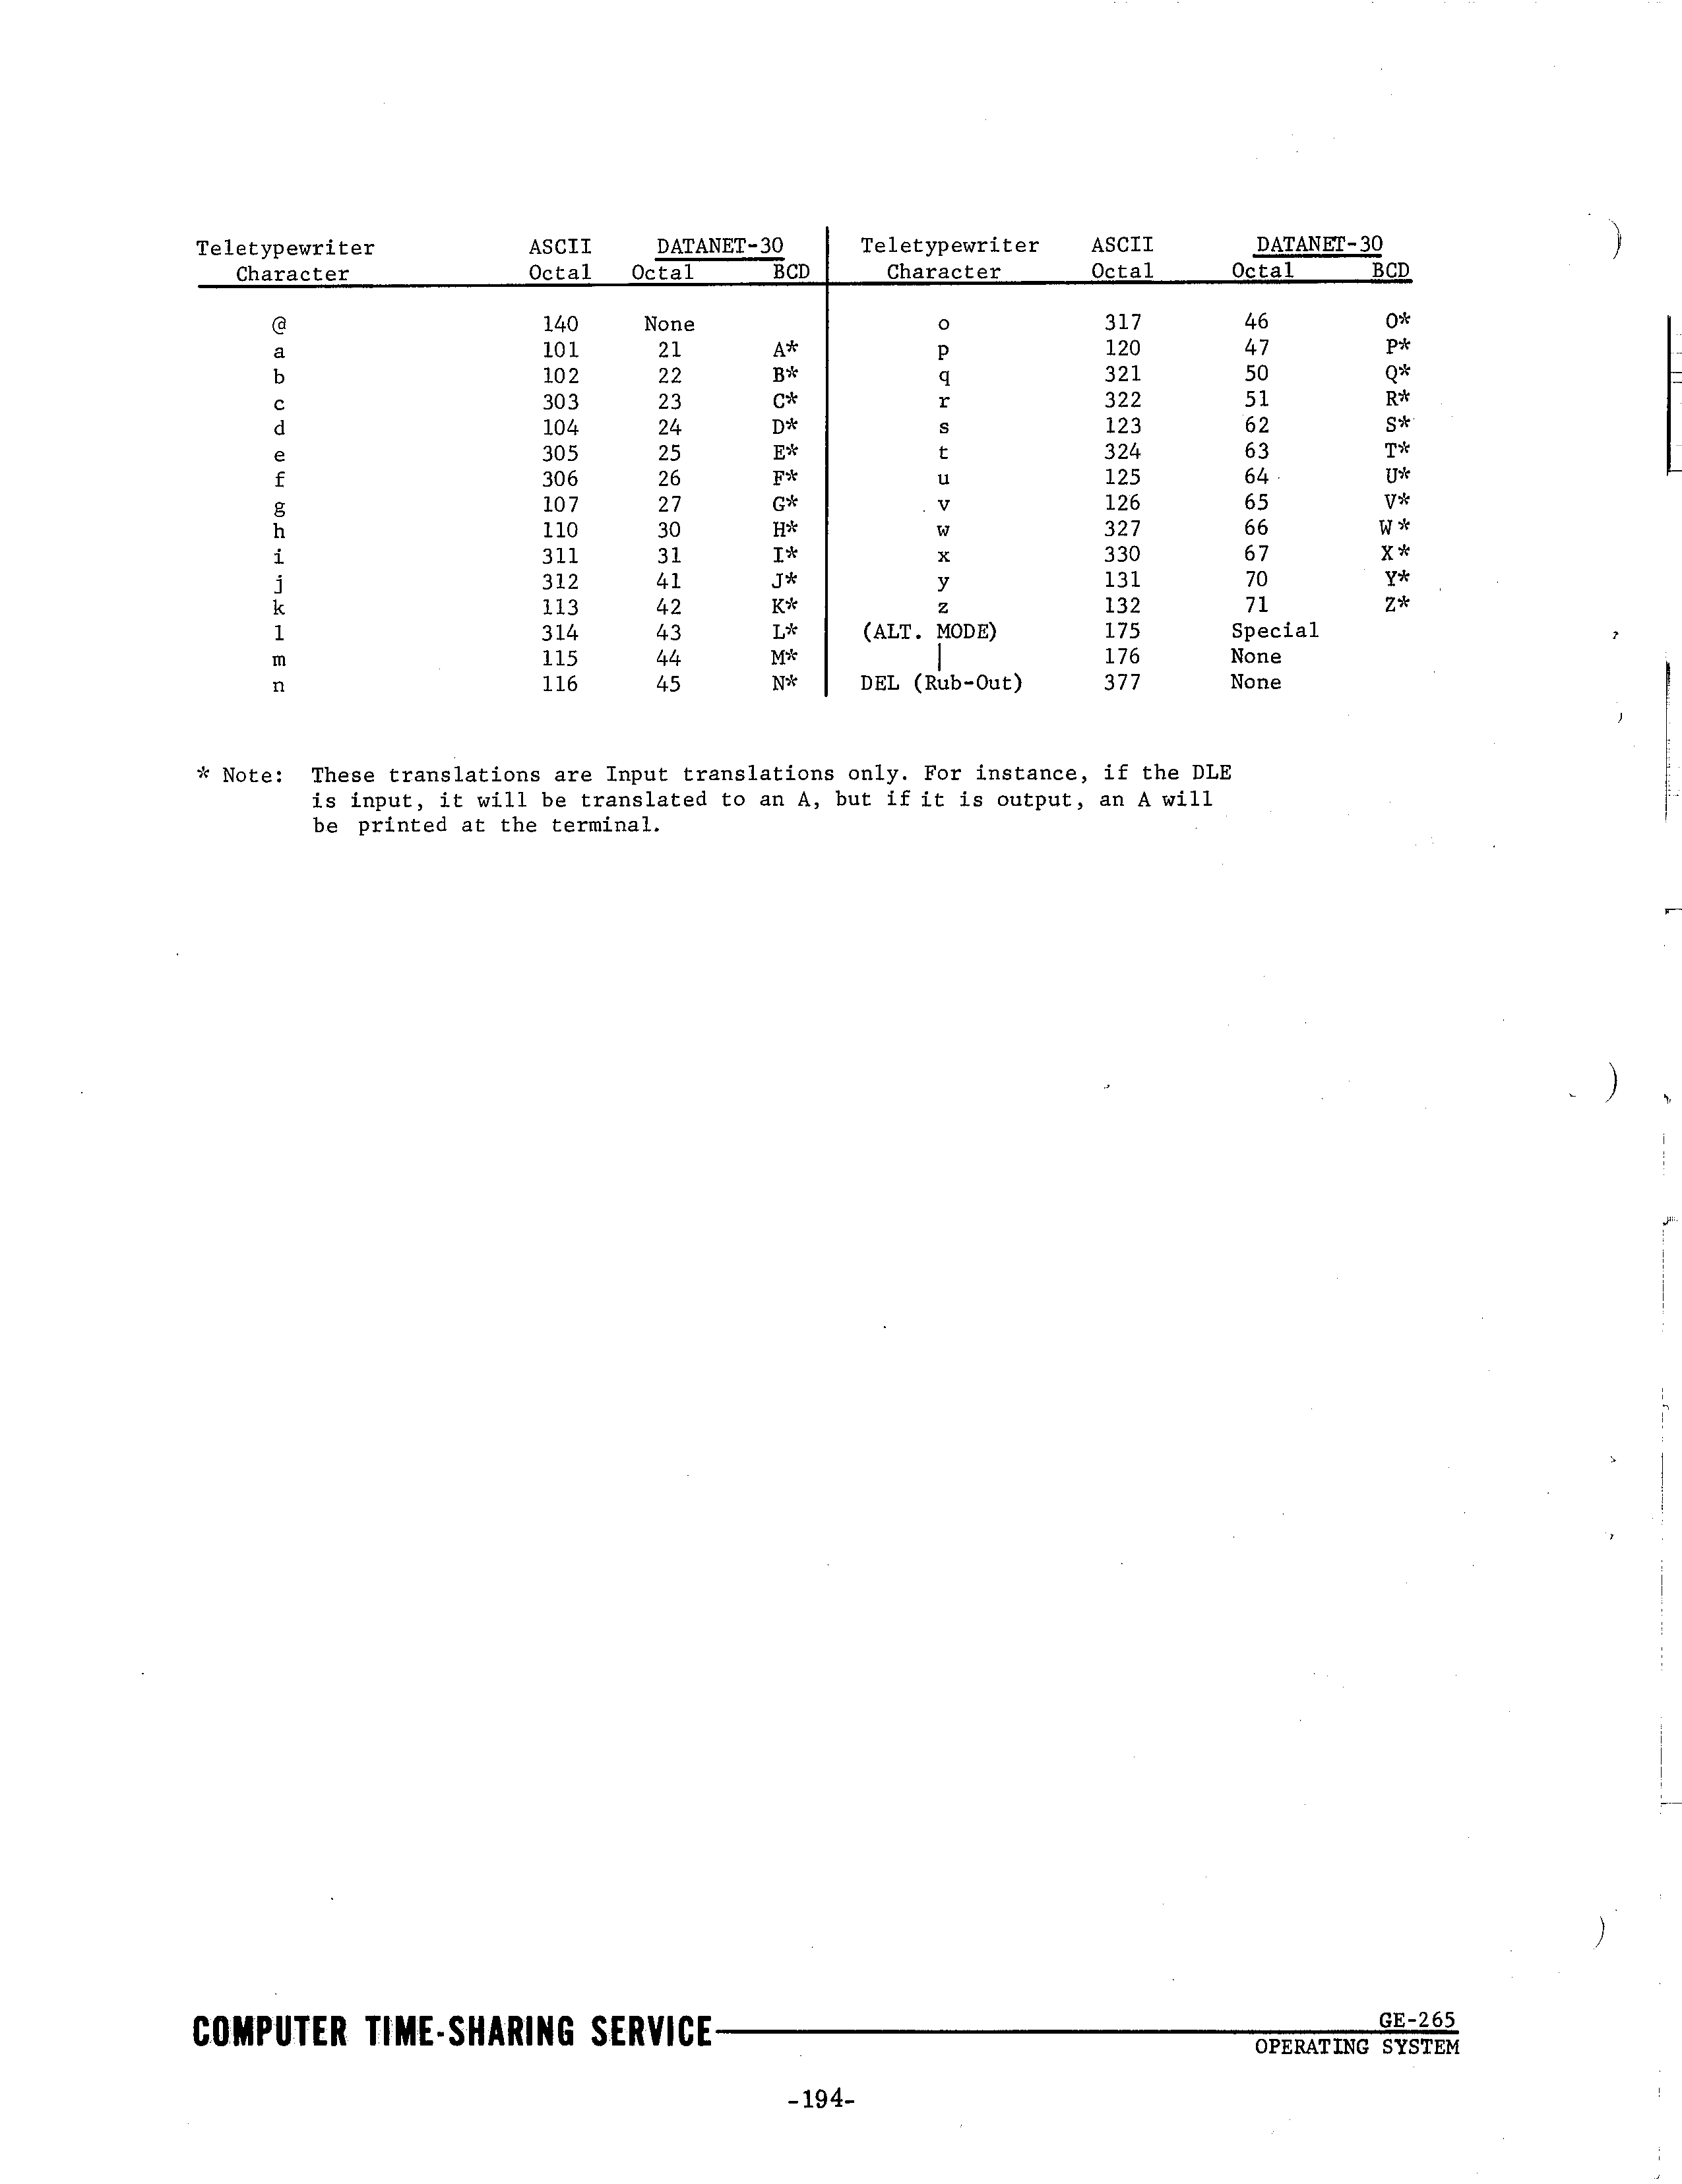 Teletypewriter ASCII DATANET-30 Teletypewriter ASCII DATANET-30
Character Octal Octal BCD Character Octal Octal BCD
@ 140 None o 317 46 O*
a 101 21 A* p 120 47 P*
b 102 22 B* q 321 50 Q*
c 303 23 C* r 322 51 R*
d 104 24 D* s 123 62 S*
e 305 25 E* t 324 63 T*
f 306 26 F* u 125 64 U*
g 107 27 G* v 126 65 V*
h 110 30 H* w 327 66 W*
i 311 31 I* x 330 67 X*
j 312 41 J* y 131 70 Y*
k 113 42 K* z 132 71 Z*
l 314 43 L* (ALT. MODE) 175 Special
m 115 44 M* | 176 None
n 116 45 N* DEL (Rub-Out) 377 None
* Note: These translations are Input translations only. For instance, if the DLE
is input, it will be translated to an A, but if it is output, an A will
be printed at the terminal.
COMPUTER TIME-SHARING SERVICE GE-265
OPERATING SYSTEM
-194-